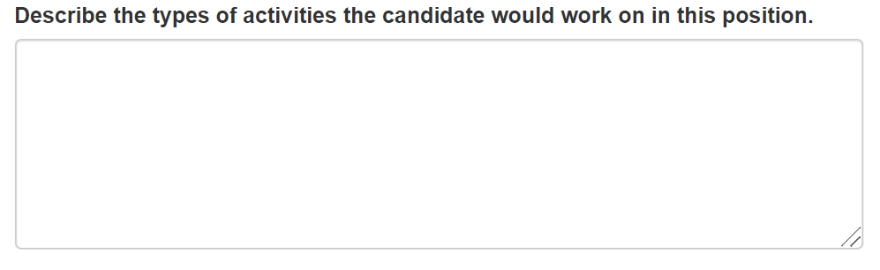 Describe the types of activities the candidate would work on in this position.